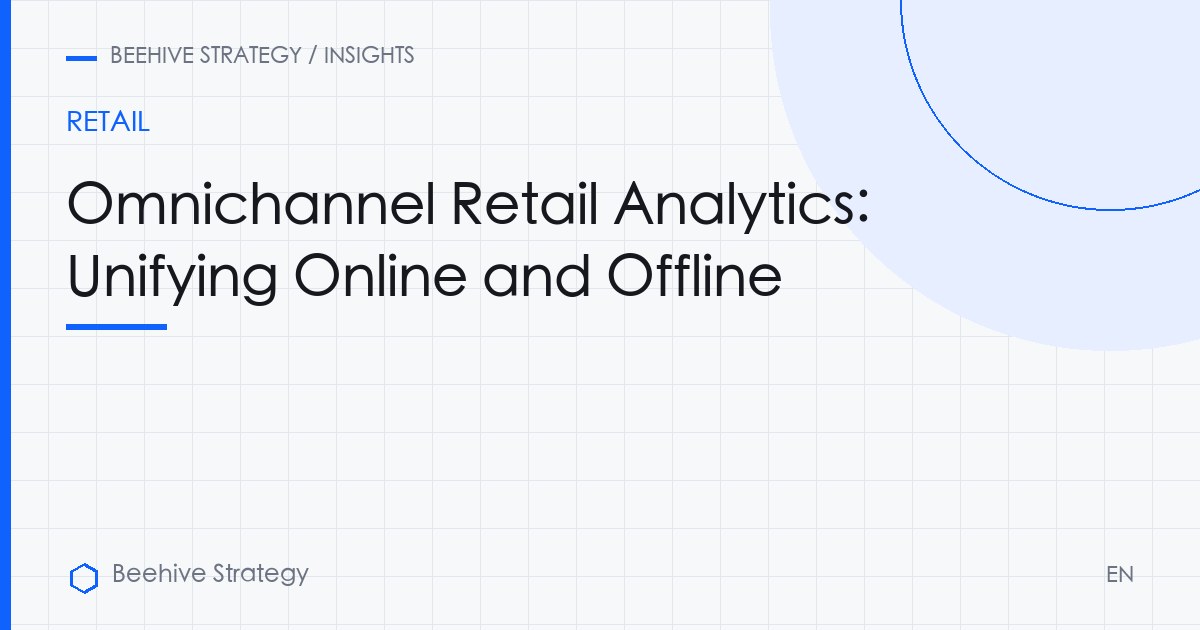 BEEHIVE STRATEGY / INSIGHTS
RETAIL
Omnichannel Retail Analytics:
Unifying Online and Offline
Beehive Strategy
EN